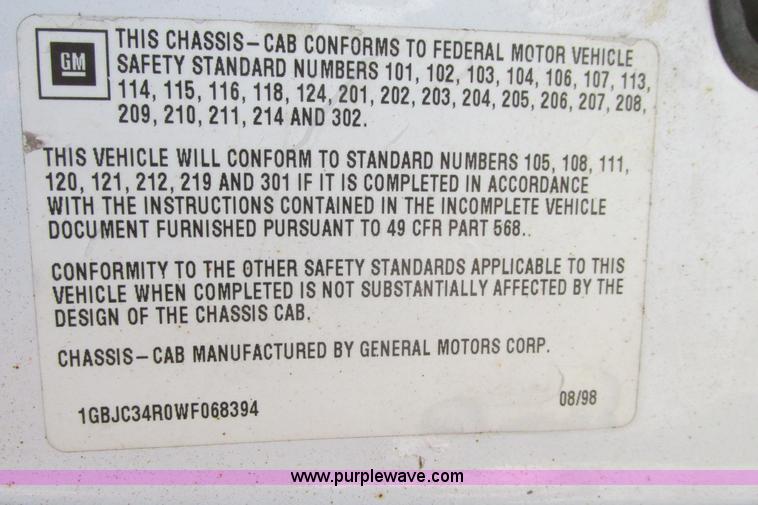 GM
THIS CHASSIS-CAB CONFORMS TO FEDERAL MOTOR VEHICLE
SAFETY STANDARD NUMBERS 101, 102, 103, 104, 106, 107, 113,
114, 115, 116, 118, 124, 201, 202, 203, 204, 205, 206, 207, 208,
209, 210, 211, 214 AND 302.
THIS VEHICLE WILL CONFORM TO STANDARD NUMBERS 105, 108, 111,
120, 121, 212, 219 AND 301 IF IT IS COMPLETED IN ACCORDANCE
WITH THE INSTRUCTIONS CONTAINED IN THE INCOMPLETE VEHICLE
DOCUMENT FURNISHED PURSUANT TO 49 CFR PART 568..
CONFORMITY TO THE OTHER SAFETY STANDARDS APPLICABLE TO THIS
VEHICLE WHEN COMPLETED IS NOT SUBSTANTIALLY AFFECTED BY THE
DESIGN OF THE CHASSIS CAB.
CHASSIS-CAB MANUFACTURED BY GENERAL MOTORS CORP.
1GBJC34R0WF068394 08/98
www.purplewave.com